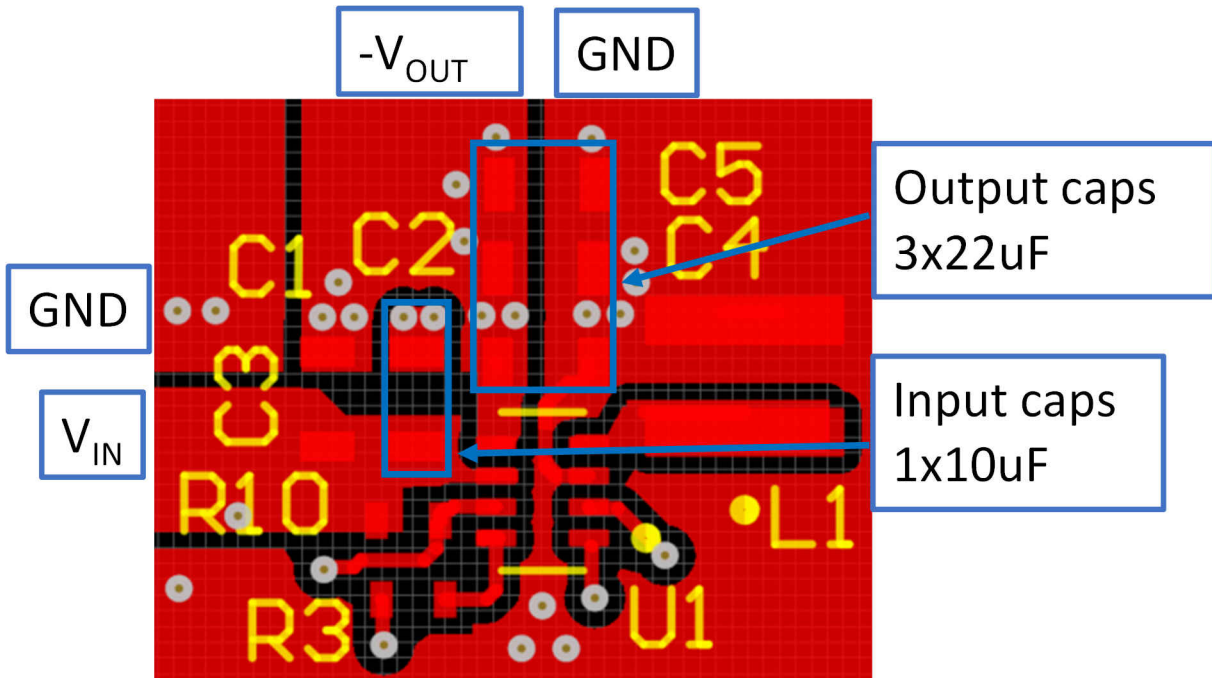 -VOUT
GND
C5
Output caps
3x22uF
C2
C4
C1
GND
C3
Input caps
1x10uF
VIN
R10
L1
R3
U1